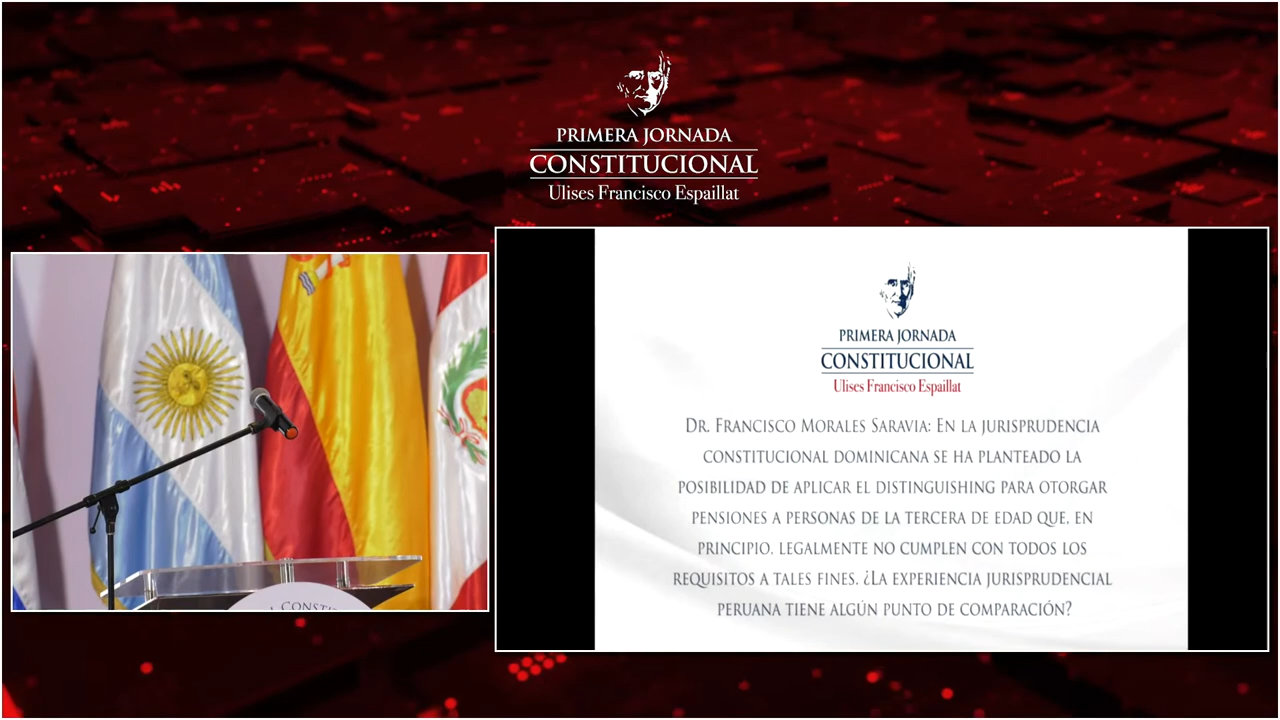 PRIMERA JORNADA
CONSTITUCIONAL
Ulises Francisco Espaillat
PRIMERA JORNADA
CONSTITUCIONAL
Ulises Francisco Espaillat
DR. FRANCISCO MORALES SARAVIA: EN LA JURISPRUDENCIA
CONSTITUCIONAL DOMINICANA SE HA PLANTEADO LA
POSIBILIDAD DE APLICAR EL DISTINGUISHING PARA OTORGAR
PENSIONES A PERSONAS DE LA TERCERA DE EDAD QUE, EN
PRINCIPIO, LEGALMENTE NO CUMPLEN CON TODOS LOS
REQUISITOS A TALES FINES. ¿LA EXPERIENCIA JURISPRUDENCIAL
PERUANA TIENE ALGÚN PUNTO DE COMPARACIÓN?